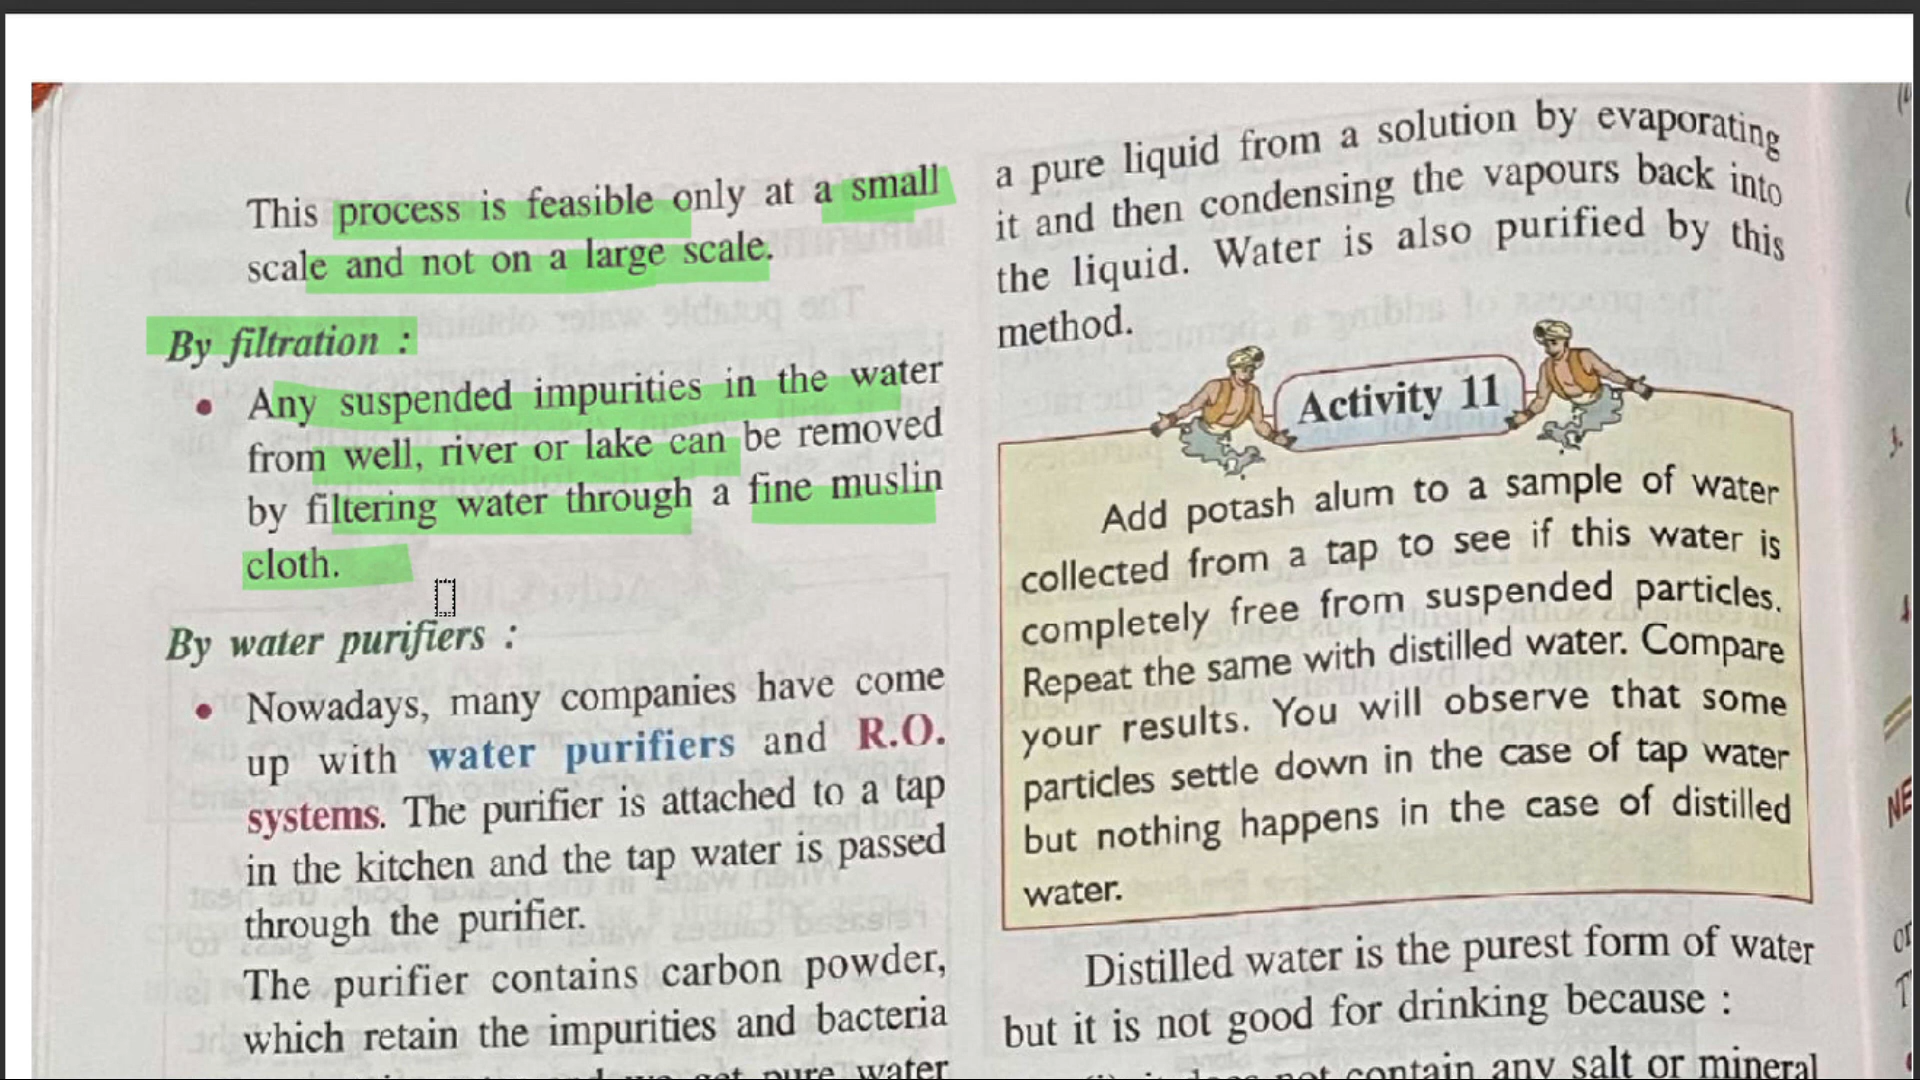 This process is feasible only at a small
scale and not on a large scale.
By filtration :
• Any suspended impurities in the water
from well, river or lake can be removed
by filtering water through a fine muslin
cloth.
By water purifiers :
• Nowadays, many companies have come
up with water purifiers and R.O.
systems. The purifier is attached to a tap
in the kitchen and the tap water is passed
through the purifier.
The purifier contains carbon powder,
which retain the impurities and bacteria
pure water
a pure liquid from a solution by evaporating
it and then condensing the vapours back into
the liquid. Water is also purified by this
method.
Activity 11
Add potash alum to a sample of water
collected from a tap to see if this water is
completely free from suspended particles.
Repeat the same with distilled water. Compare
your results. You will observe that some
particles settle down in the case of tap water
but nothing happens in the case of distilled
water.
Distilled water is the purest form of water
but it is not good for drinking because :
not contain any salt or mineral
NE